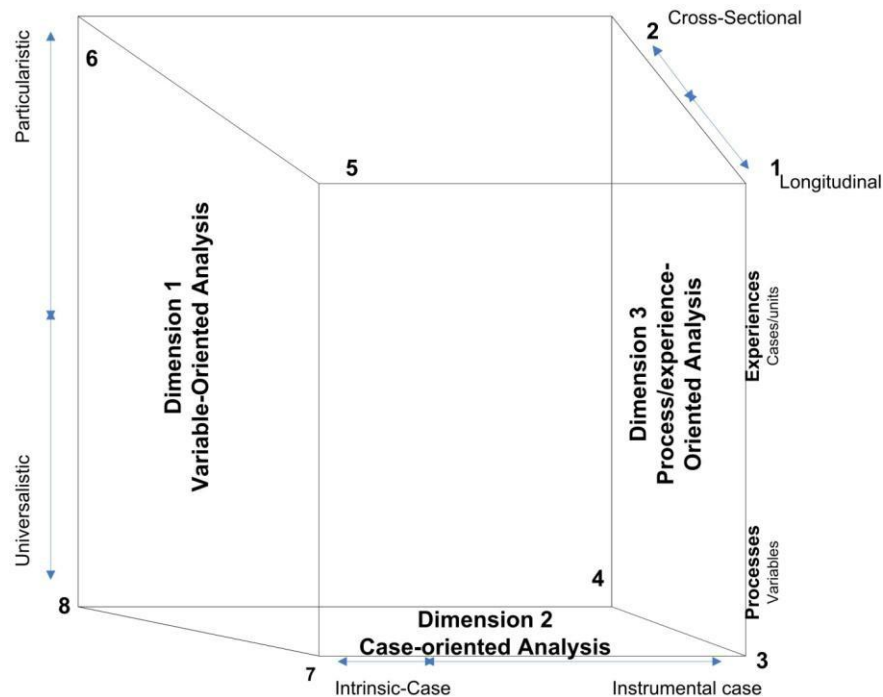 Cross-Sectional
2
6
Particularistic
5
1
Longitudinal
Dimension 1
Variable-Oriented Analysis
Dimension 3
Process/experience-
Oriented Analysis
Experiences
Cases/units
Universalistic
Processes
Variables
4
8
Dimension 2
Case-oriented Analysis
7
3
Intrinsic-Case
Instrumental case